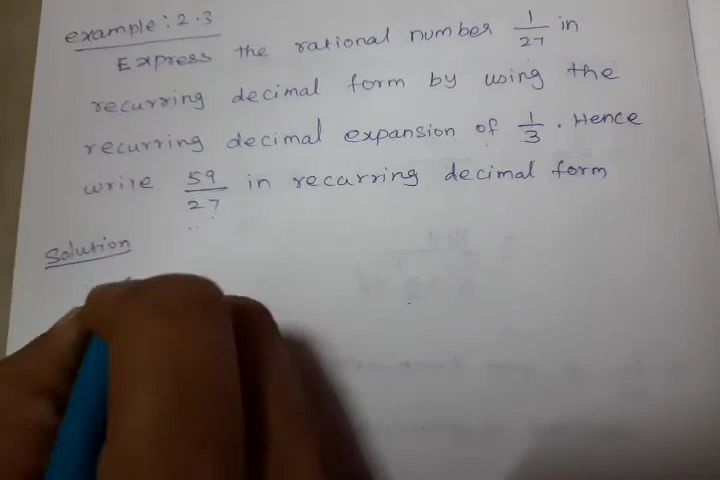 example: 2.3
Express the rational number 1/27 in
recurring decimal form by using the
recurring decimal expansion of 1/3. Hence
write 59/27 in recurring decimal form
Solution